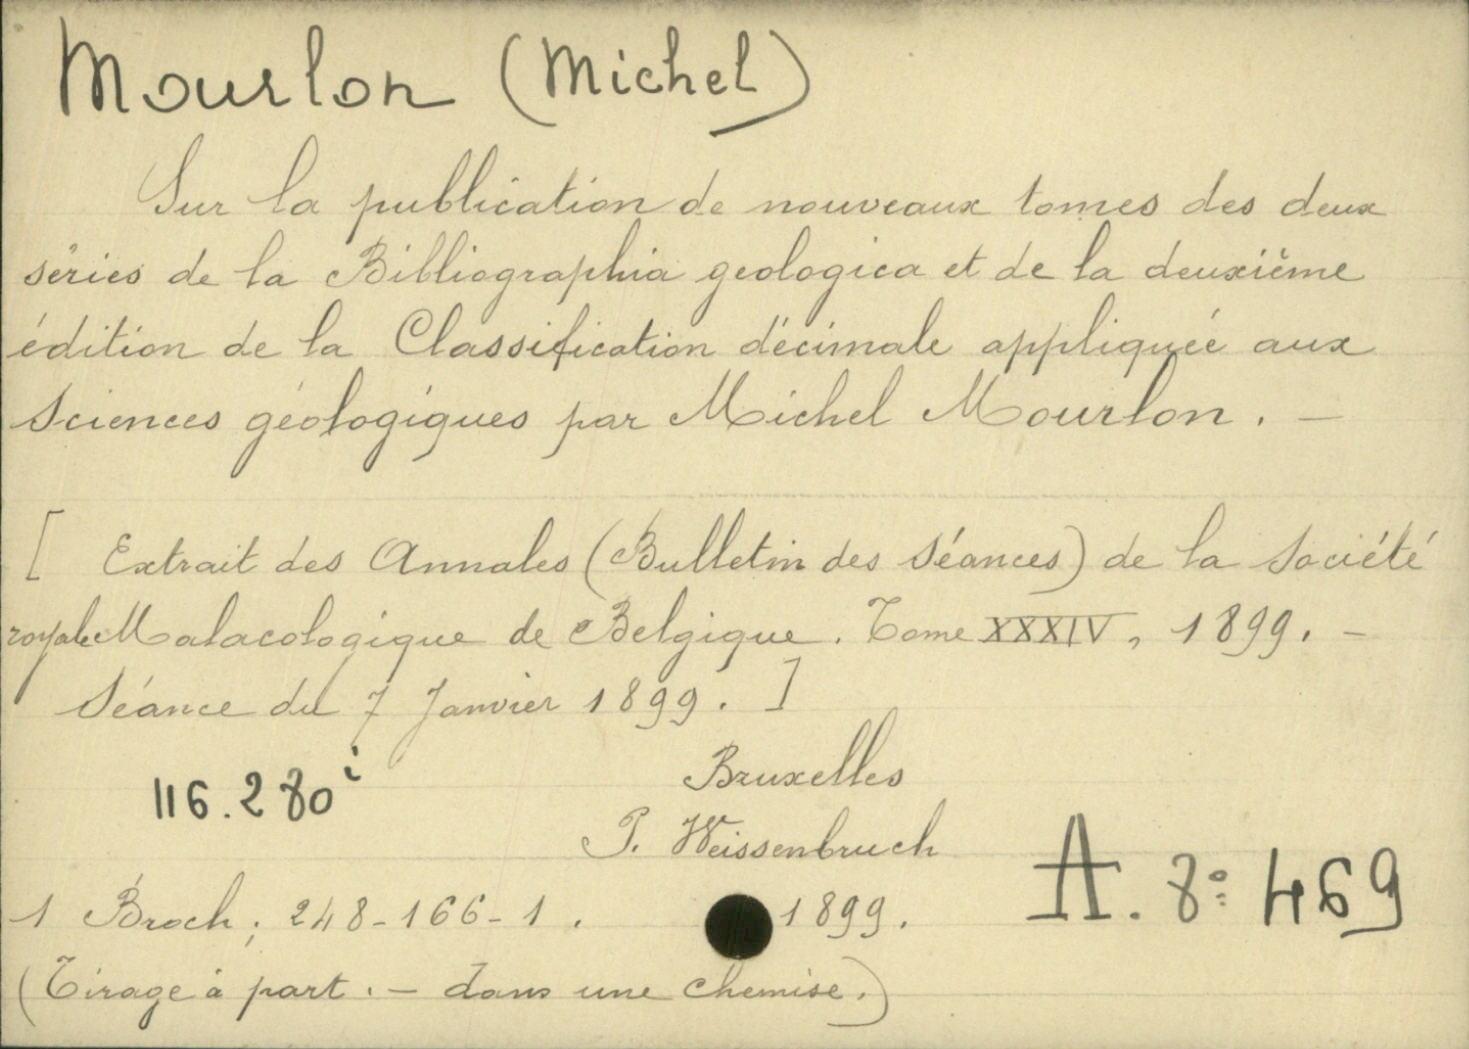 Mourlon (Michel)
Sur la publication de nouveaux tomes des deux
séries de la Bibliographia geologica et de la deuxième
édition de la Classification décimale appliquée aux
sciences géologiques par Michel Mourlon. —
[ Extrait des Annales (Bulletin des Séances) de la Société
royale Malacologique de Belgique. Tome XXXIV, 1899. -
Séance du 7 Janvier 1899. ]
116.280 i
Bruxelles
P. Weissenbruch
A. 8: 469
1 Broch; 248-166-1. 1899.
(Tirage à part. - dans une chemise.)